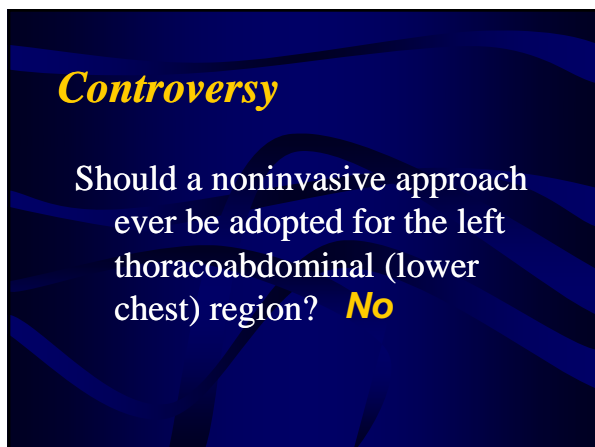 Controversy
Should a noninvasive approach
ever be adopted for the left
thoracoabdominal (lower
chest) region? No